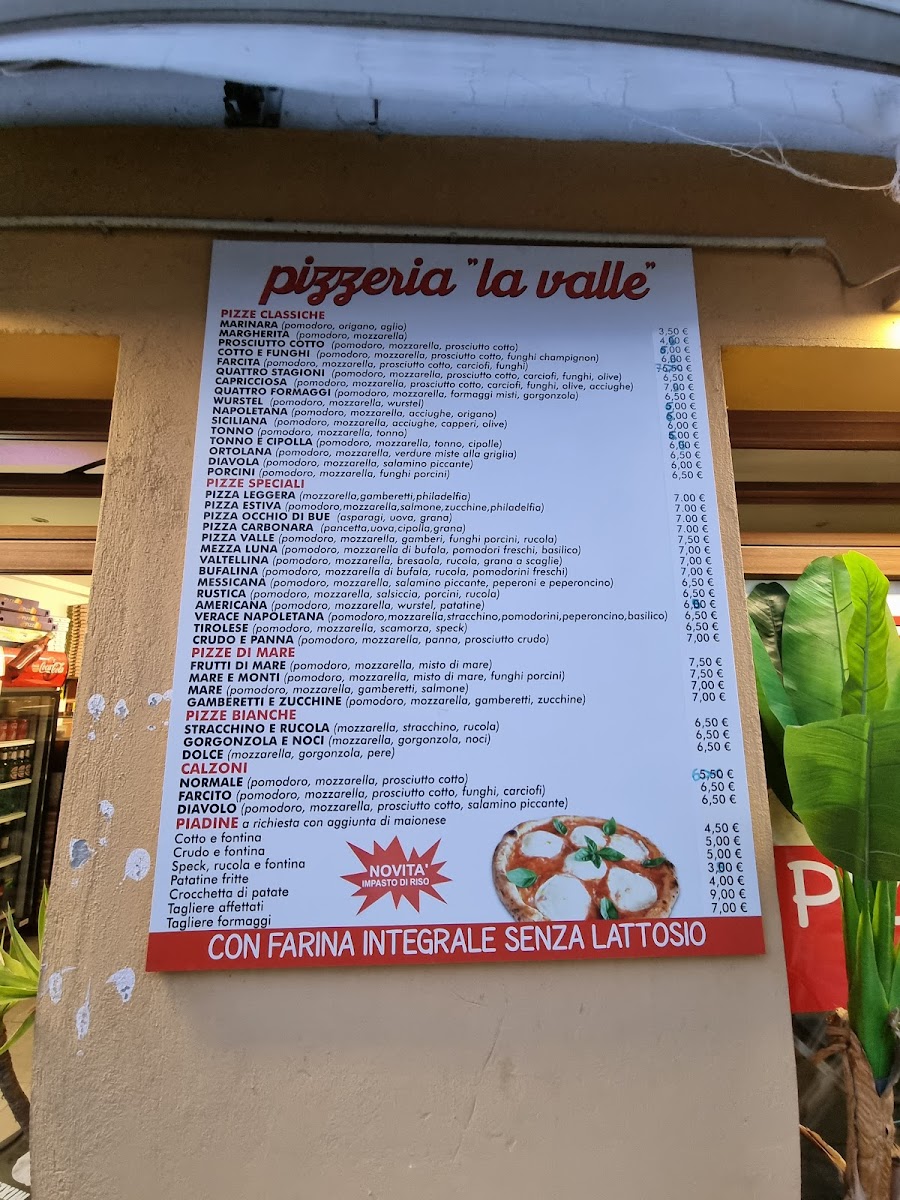 pizzeria "la valle"
PIZZE CLASSICHE
MARINARA (pomodoro, origano, aglio) 3,50 €
MARGHERITA (pomodoro, mozzarella)
PROSCIUTTO COTTO (pomodoro, mozzarella, prosciutto cotto)
COTTO E FUNGHI (pomodoro, mozzarella, prosciutto cotto, funghi champignon)
FARCITA (pomodoro, mozzarella, prosciutto cotto, carciofi, funghi)
QUATTRO STAGIONI (pomodoro, mozzarella, prosciutto cotto, carciofi, funghi, olive) 6,50 €
CAPRICCIOSA (pomodoro, mozzarella, prosciutto cotto, carciofi, funghi, olive, acciughe)
QUATTRO FORMAGGI (pomodoro, mozzarella, formaggi misti, gorgonzola) 6,50 €
WURSTEL (pomodoro, mozzarella, wurstel)
NAPOLETANA (pomodoro, mozzarella, acciughe, origano)
SICILIANA (pomodoro, mozzarella, acciughe, capperi, olive) 6,00 €
TONNO (pomodoro, mozzarella, tonno)
TONNO E CIPOLLA (pomodoro, mozzarella, tonno, cipolle)
ORTOLANA (pomodoro, mozzarella, verdure miste alla griglia) 6,50 €
DIAVOLA (pomodoro, mozzarella, salamino piccante) 6,00 €
PORCINI (pomodoro, mozzarella, funghi porcini) 6,50 €
PIZZE SPECIALI
PIZZA LEGGERA (mozzarella,gamberetti,philadelfia) 7.00 €
PIZZA ESTIVA (pomodoro,mozzarella,salmone,zucchine,philadelfia) 7.00 €
PIZZA OCCHIO DI BUE (asparagi, uova, grana) 7.00 €
PIZZA CARBONARA (pancetta,uova,cipolla,grana) 7.00 €
PIZZA VALLE (pomodoro, mozzarella, gamberi, funghi porcini, rucola) 7,50 €
MEZZA LUNA (pomodoro, mozzarella di bufala, pomodori freschi, basilico) 7,00 €
VALTELLINA (pomodoro, mozzarella, bresaola, rucola, grana a scaglie) 7,00 €
BUFALINA (pomodoro, mozzarella di bufala, rucola, pomodorini freschi) 7,00 €
MESSICANA (pomodoro, mozzarella, salamino piccante, peperoni e peperoncino) 6,50 €
RUSTICA (pomodoro, mozzarella, salsiccia, porcini, rucola) 6,50 €
AMERICANA (pomodoro, mozzarella, wurstel, patatine)
VERACE NAPOLETANA (pomodoro,mozzarella,stracchino,pomodorini,peperoncino,basilico) 6,50 €
TIROLESE (pomodoro, mozzarella, scamorza, speck) 6,50 €
CRUDO E PANNA (pomodoro, mozzarella, panna, prosciutto crudo) 7,00 €
PIZZE DI MARE
FRUTTI DI MARE (pomodoro, mozzarella, misto di mare) 7,50 €
MARE E MONTI (pomodoro, mozzarella, misto di mare, funghi porcini) 7,50 €
MARE (pomodoro, mozzarella, gamberetti, salmone) 7,00 €
GAMBERETTI E ZUCCHINE (pomodoro, mozzarella, gamberetti, zucchine) 7,00 €
PIZZE BIANCHE
STRACCHINO E RUCOLA (mozzarella, stracchino, rucola) 6,50 €
GORGONZOLA E NOCI (mozzarella, gorgonzola, noci) 6,50 €
DOLCE (mozzarella, gorgonzola, pere) 6,50 €
CALZONI
NORMALE (pomodoro, mozzarella, prosciutto cotto)
FARCITO (pomodoro, mozzarella, prosciutto cotto, funghi, carciofi) 6,50 €
DIAVOLO (pomodoro, mozzarella, prosciutto cotto, salamino piccante) 6,50 €
PIADINE a richiesta con aggiunta di maionese
Cotto e fontina 4,50 €
Crudo e fontina 5,00 €
Speck, rucola e fontina 5,00 €
Patatine fritte
Crocchetta di patate 4,00 €
Tagliere affettati 9,00 €
Tagliere formaggi 7,00 €
NOVITA'
IMPASTO DI RISO
CON FARINA INTEGRALE SENZA LATTOSIO
Coca-Cola
P